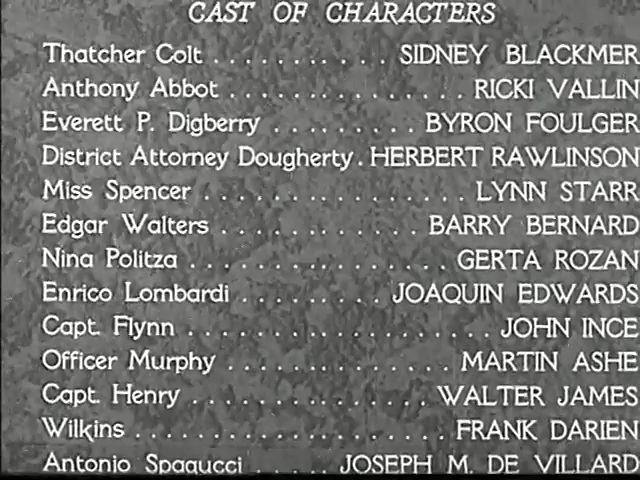 CAST OF CHARACTERS
Thatcher Colt . . . . . . . . . . . SIDNEY BLACKMER
Anthony Abbot . . . . . . . . . . . . . . . . RICKI VALLIN
Everett P. Digberry . . . . . . . . . BYRON FOULGER
District Attorney Dougherty . HERBERT RAWLINSON
Miss Spencer . . . . . . . . . . . . . . . . . LYNN STARR
Edgar Walters . . . . . . . . . . . . . . BARRY BERNARD
Nina Politza . . . . . . . . . . . . . . . . . GERTA ROZAN
Enrico Lombardi . . . . . . . . . JOAQUIN EDWARDS
Capt. Flynn . . . . . . . . . . . . . . . . . . . . JOHN INCE
Officer Murphy . . . . . . . . . . . . . . MARTIN ASHE
Capt. Henry . . . . . . . . . . . . . . . WALTER JAMES
Wilkins . . . . . . . . . . . . . . . . . . . . FRANK DARIEN
Antonio Spagucci . . . . . JOSEPH M. DE VILLARD